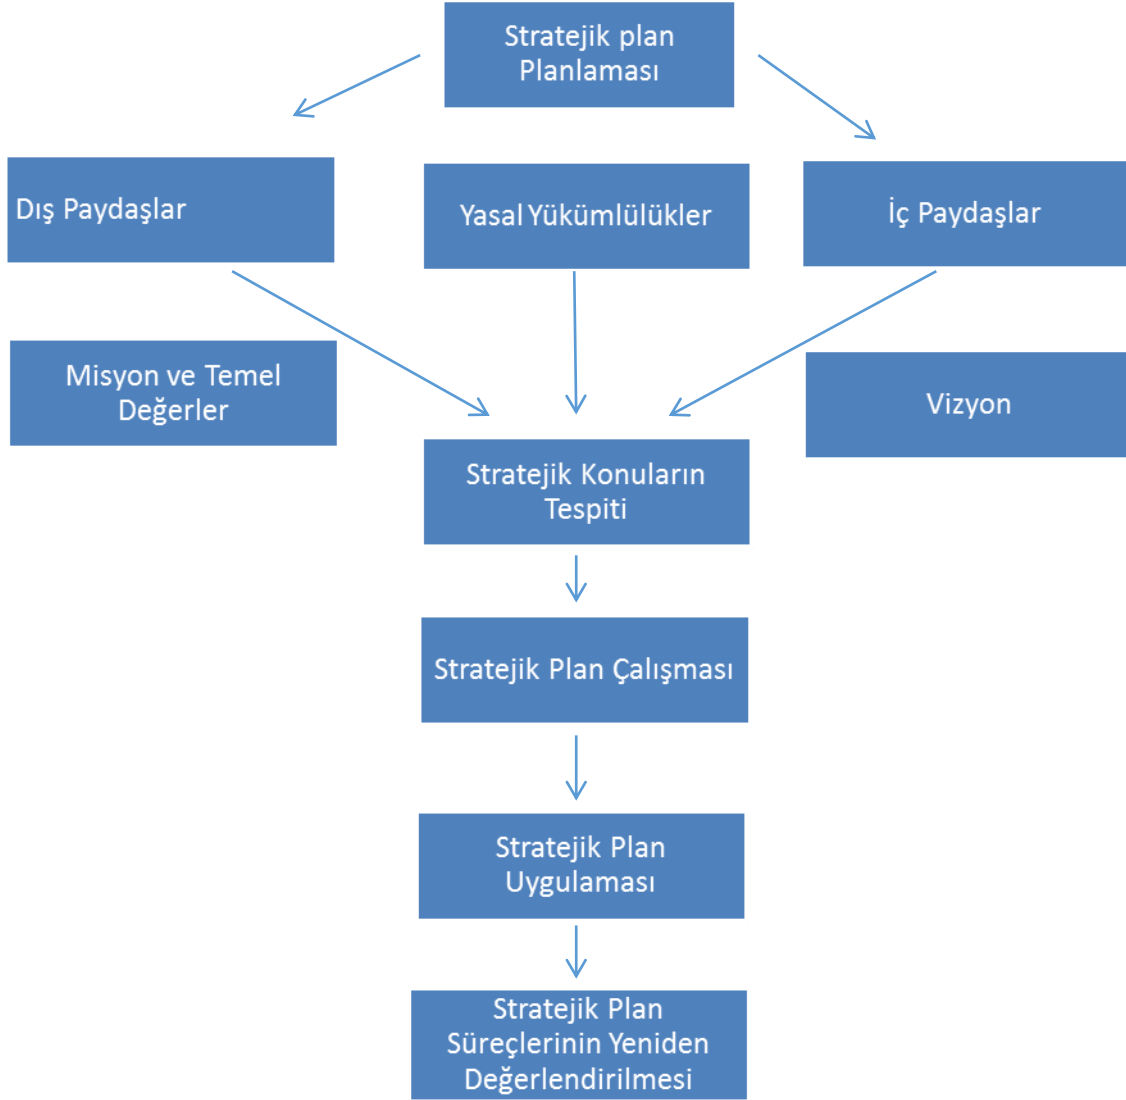 Stratejik plan
Planlaması
Dış Paydaşlar
Yasal Yükümlülükler
İç Paydaşlar
Misyon ve Temel
Değerler
Vizyon
Stratejik Konuların
Tespiti
Stratejik Plan Çalışması
Stratejik Plan
Uygulaması
Stratejik Plan
Süreçlerinin Yeniden
Değerlendirilmesi